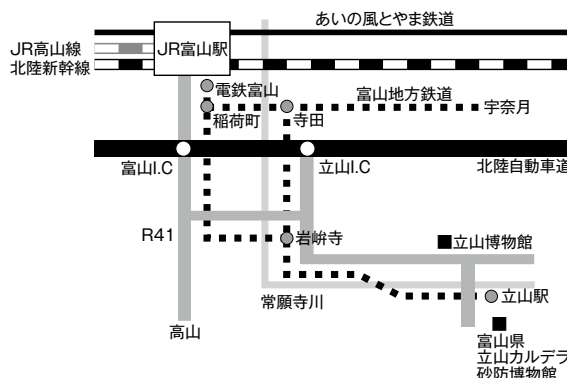 あいの風とやま鉄道
JR高山線
JR富山駅
北陸新幹線
電鉄富山
富山地方鉄道
稲荷町
寺田
宇奈月
富山I.C
立山I.C
北陸自動車道
R41
岩峅寺
立山博物館
常願寺川
立山駅
高山
富山県
立山カルデラ
砂防博物館